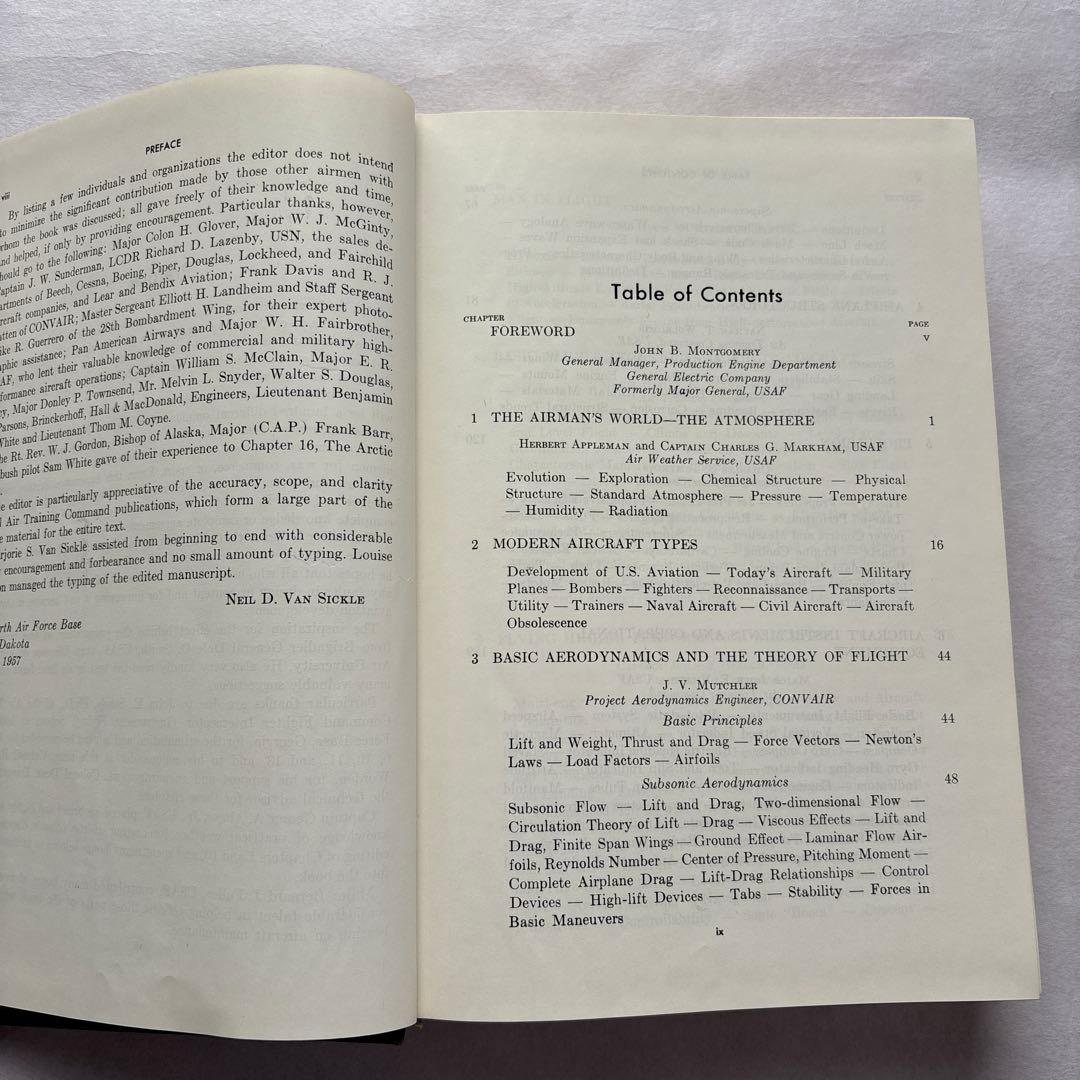 PREFACE
viii
By listing a few individuals and organizations the editor does not intend
to minimize the significant contribution made by those other airmen with
whom the book was discussed; all gave freely of their knowledge and time,
and helped, if only by providing encouragement. Particular thanks, however,
should go to the following: Major Colon H. Glover, Major W. J. McGinty,
Captain J. W. Sunderman, LCDR Richard D. Lazenby, USN, the sales de-
partments of Beech, Cessna, Boeing, Piper, Douglas, Lockheed, and Fairchild
craft companies, and Lear and Bendix Aviation; Frank Davis and R. J.
atten of CONVAIR; Master Sergeant Elliott H. Landheim and Staff Sergeant
ike R. Guerrero of the 28th Bombardment Wing, for their expert photo-
aphic assistance; Pan American Airways and Major W. H. Fairbrother,
AF, who lent their valuable knowledge of commercial and military high-
formance aircraft operations; Captain William S. McClain, Major E. R.
ey, Major Donley P. Townsend, Mr. Melvin L. Snyder, Walter S. Douglas,
Parsons, Brinckerhoff, Hall & MacDonald, Engineers, Lieutenant Benjamin
White and Lieutenant Thom M. Coyne.
he Rt. Rev. W. J. Gordon, Bishop of Alaska, Major (C.A.P.) Frank Barr,
bush pilot Sam White gave of their experience to Chapter 16, The Arctic
.
e editor is particularly appreciative of the accuracy, scope, and clarity
l Air Training Command publications, which form a large part of the
e material for the entire text.
rjorie S. Van Sickle assisted from beginning to end with considerable
encouragement and forbearance and no small amount of typing. Louise
on managed the typing of the edited manuscript.
NEIL D. VAN SICKLE
rth Air Force Base
Dakota
1957
Table of Contents
CHAPTER PAGE
FOREWORD v
JOHN B. MONTGOMERY
General Manager, Production Engine Department
General Electric Company
Formerly Major General, USAF
1 THE AIRMAN'S WORLD—THE ATMOSPHERE 1
HERBERT APPLEMAN and CAPTAIN CHARLES G. MARKHAM, USAF
Air Weather Service, USAF
Evolution — Exploration — Chemical Structure — Physical
Structure — Standard Atmosphere — Pressure — Temperature
— Humidity — Radiation
2 MODERN AIRCRAFT TYPES 16
Development of U.S. Aviation — Today's Aircraft — Military
Planes — Bombers — Fighters — Reconnaissance — Transports —
Utility — Trainers — Naval Aircraft — Civil Aircraft — Aircraft
Obsolescence
3 BASIC AERODYNAMICS AND THE THEORY OF FLIGHT 44
J. V. MUTCHLER
Project Aerodynamics Engineer, CONVAIR
Basic Principles 44
Lift and Weight, Thrust and Drag — Force Vectors — Newton's
Laws — Load Factors — Airfoils
Subsonic Aerodynamics 48
Subsonic Flow — Lift and Drag, Two-dimensional Flow —
Circulation Theory of Lift — Drag — Viscous Effects — Lift and
Drag, Finite Span Wings — Ground Effect — Laminar Flow Air-
foils, Reynolds Number — Center of Pressure, Pitching Moment —
Complete Airplane Drag — Lift-Drag Relationships — Control
Devices — High-lift Devices — Tabs — Stability — Forces in
Basic Maneuvers
ix